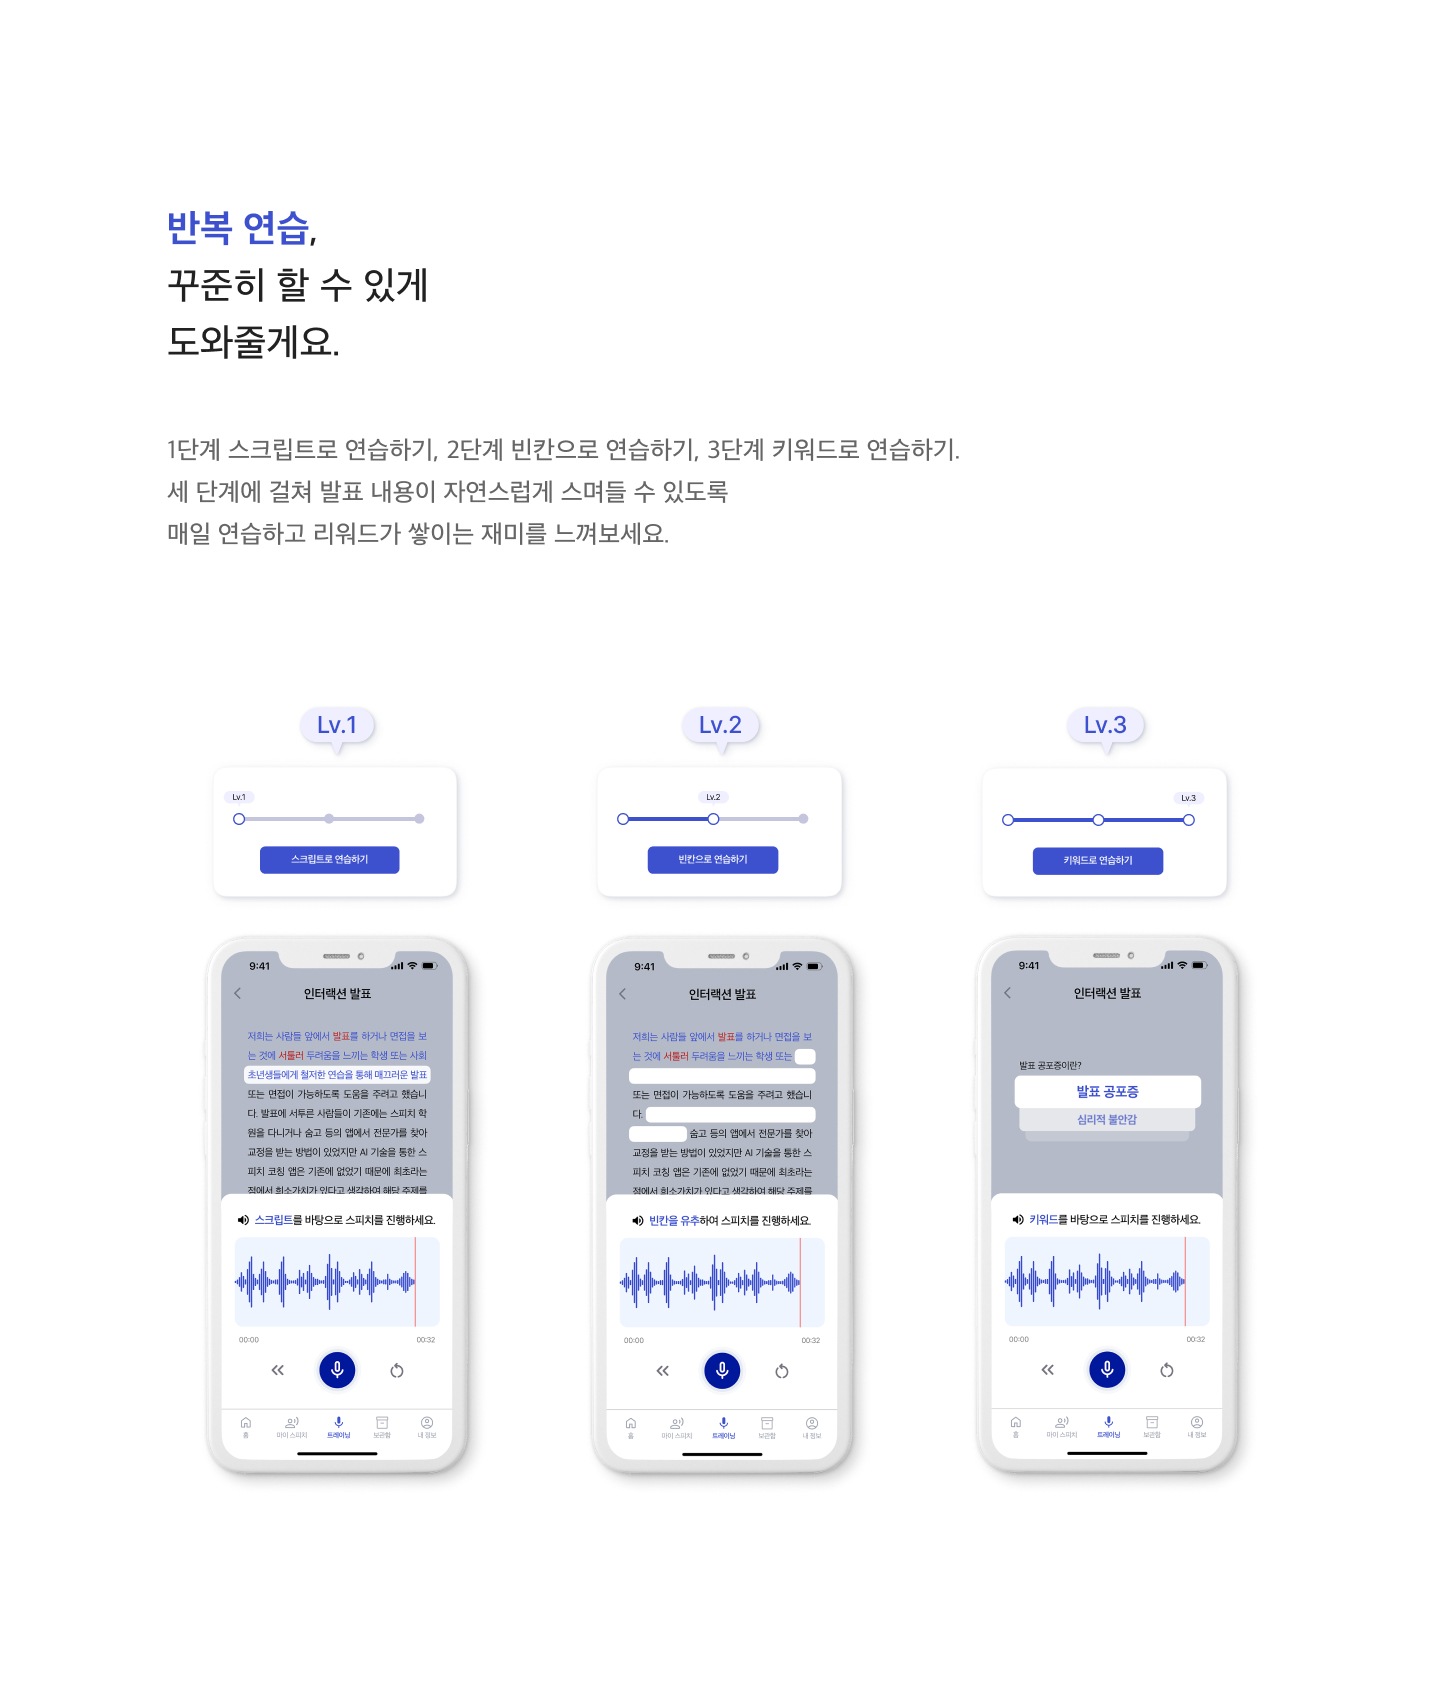 반복 연습,
꾸준히 할 수 있게
도와줄게요.
1단계 스크립트로 연습하기, 2단계 빈칸으로 연습하기, 3단계 키워드로 연습하기.
세 단계에 걸쳐 발표 내용이 자연스럽게 스며들 수 있도록
매일 연습하고 리워드가 쌓이는 재미를 느껴보세요.
Lv.1
Lv.1
스크립트로 연습하기
9:41
인터랙션 발표
저희는 사람들 앞에서 발표를 하거나 면접을 보
는 것에 서툴러 두려움을 느끼는 학생 또는 사회
초년생들에게 철저한 연습을 통해 매끄러운 발표
또는 면접이 가능하도록 도움을 주려고 했습니
다. 발표에 서투른 사람들이 기존에는 스피치 학
원을 다니거나 숨고 등의 앱에서 전문가를 찾아
교정을 받는 방법이 있었지만 AI 기술을 통한 스
피치 코칭 앱은 기존에 없었기 때문에 최초라는
점에서 희소가치가 있다고 생각하여 해당 주제를
스크립트를 바탕으로 스피치를 진행하세요.
00:00
00:32
홈
마이 스피치
트레이닝
보관함
내 정보
Lv.2
Lv.2
빈칸으로 연습하기
9:41
인터랙션 발표
저희는 사람들 앞에서 발표를 하거나 면접을 보
는 것에 서툴러 두려움을 느끼는 학생 또는
또는 면접이 가능하도록 도움을 주려고 했습니
다.
숨고 등의 앱에서 전문가를 찾아
교정을 받는 방법이 있었지만 AI 기술을 통한 스
피치 코칭 앱은 기존에 없었기 때문에 최초라는
점에서 희소가치가 있다고 생각하여 해당 주제를
빈칸을 유추하여 스피치를 진행하세요.
00:00
00:32
홈
마이 스피치
트레이닝
보관함
내 정보
Lv.3
Lv.3
키워드로 연습하기
9:41
인터랙션 발표
발표 공포증이란?
발표 공포증
심리적 불안감
키워드를 바탕으로 스피치를 진행하세요.
00:00
00:32
홈
마이 스피치
트레이닝
보관함
내 정보